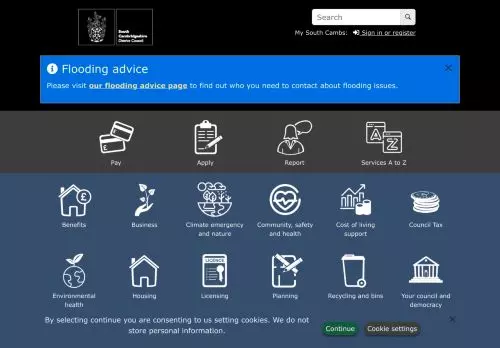 South
Cambridgeshire
District Council
Search
My South Cambs: Sign in or register
Flooding advice
Please visit our flooding advice page to find out who you need to contact about flooding issues.
£
A
Z
Pay
Apply
Report
Services A to Z
£
LICENCE
Benefits
Business
Climate emergency
and nature
Community, safety
and health
Cost of living
support
Council Tax
Environmental
health
Housing
Licensing
Planning
Recycling and bins
Your council and
democracy
By selecting continue you are consenting to us setting cookies. We do not
store personal information.
Continue
Cookie settings